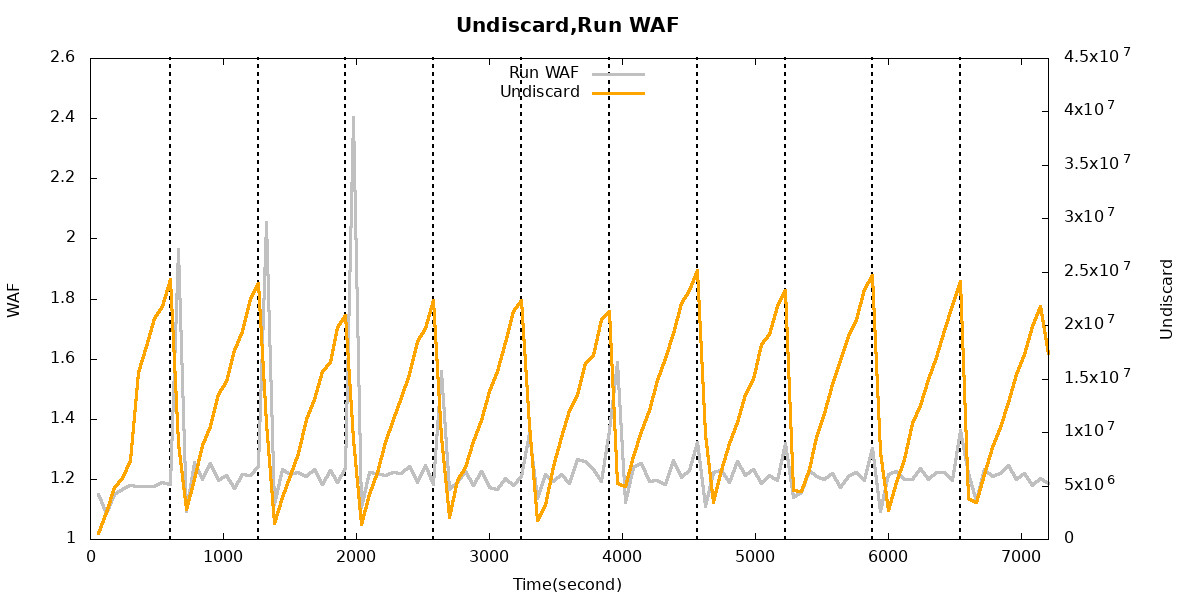 Undiscard,Run WAF
Run WAF
Undiscard
WAF
2.6
2.4
2.2
2
1.8
1.6
1.4
1.2
1
4.5x10^7
4x10^7
3.5x10^7
3x10^7
2.5x10^7
2x10^7
1.5x10^7
1x10^7
5x10^6
0
Undiscard
0 1000 2000 3000 4000 5000 6000 7000
Time(second)